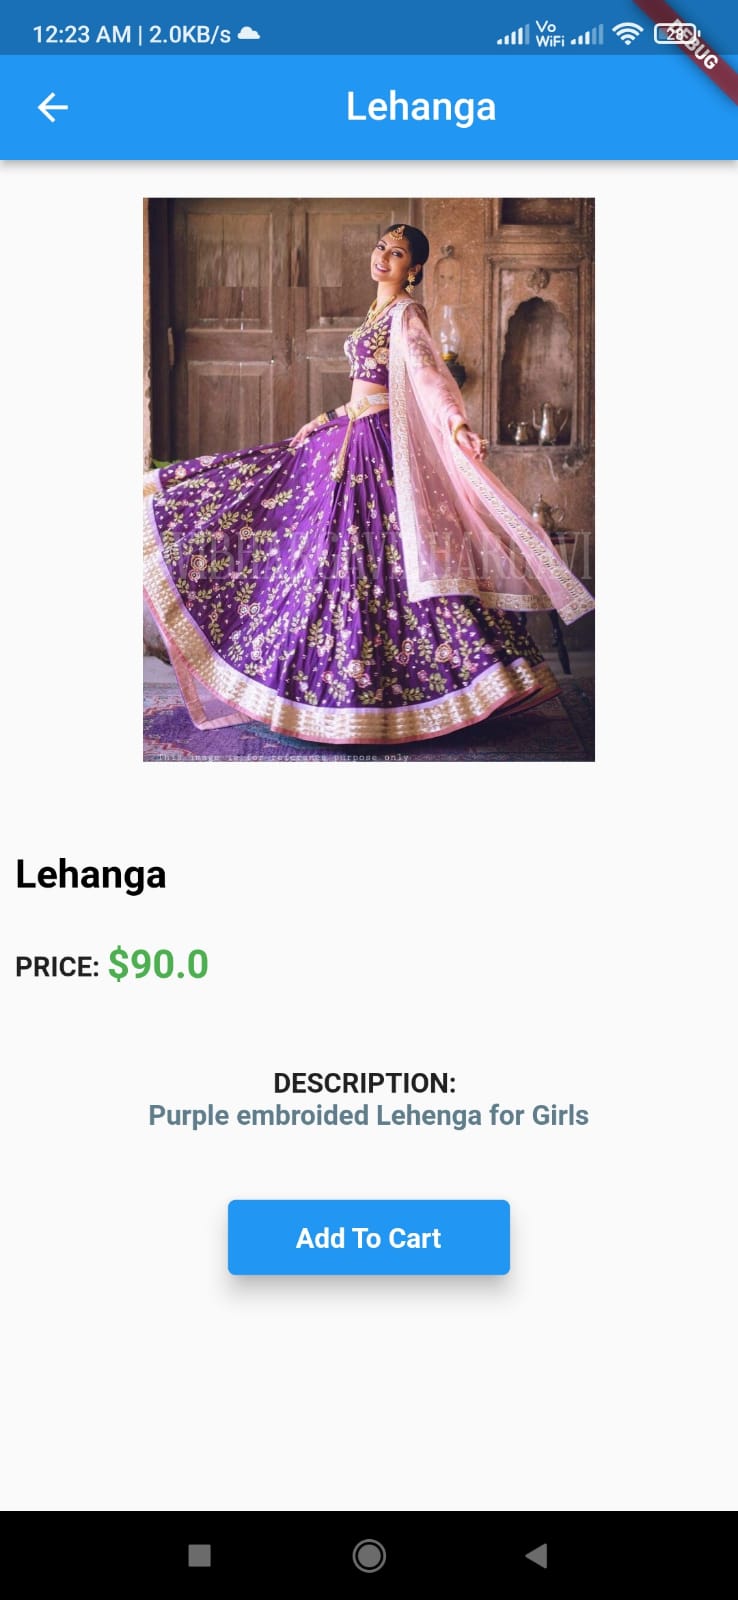 12:23 AM | 2.0KB/s
Vo
WiFi
28
DEBUG
Lehanga
This image is for reference purpose only
Lehanga
PRICE: $90.0
DESCRIPTION:
Purple embroided Lehenga for Girls
Add To Cart